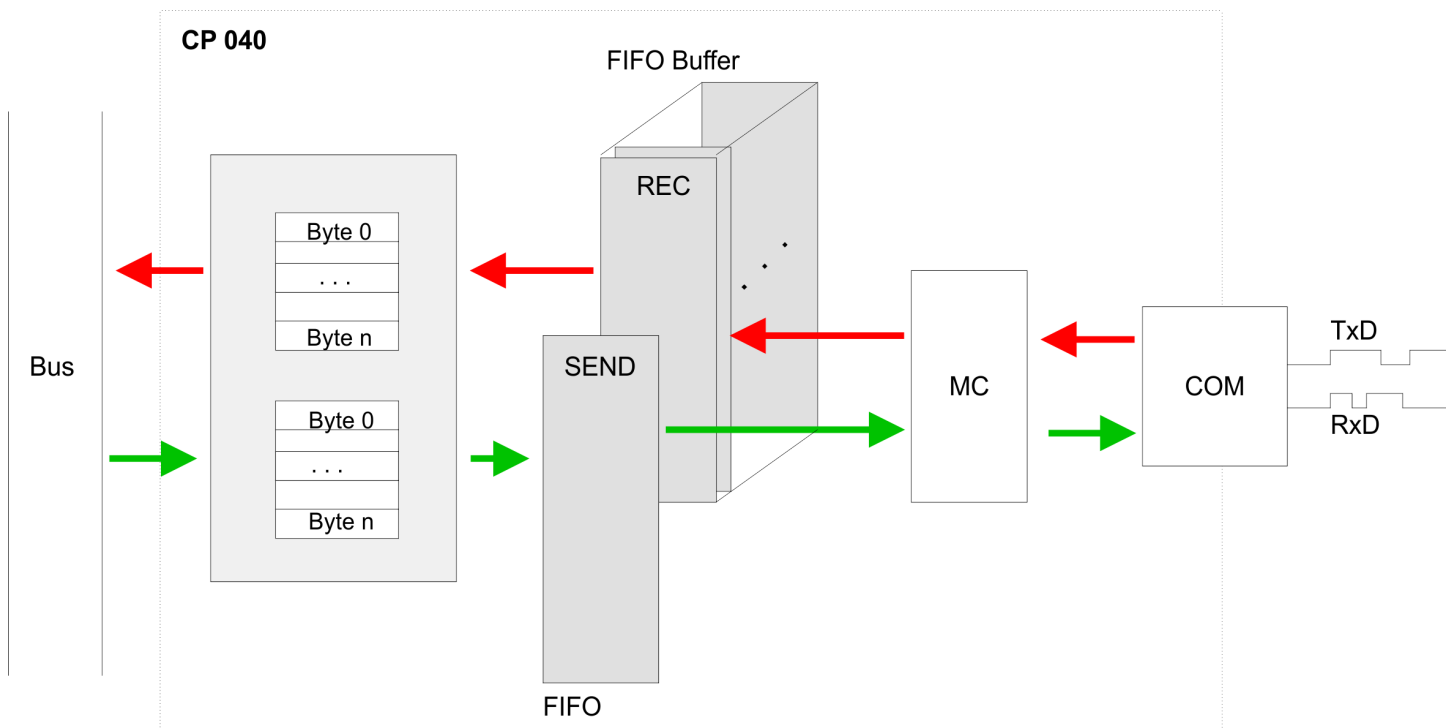 CP 040
FIFO Buffer
REC
Byte 0
. . .
Byte n
Bus
SEND
MC
COM
TxD
RxD
Byte 0
. . .
Byte n
FIFO